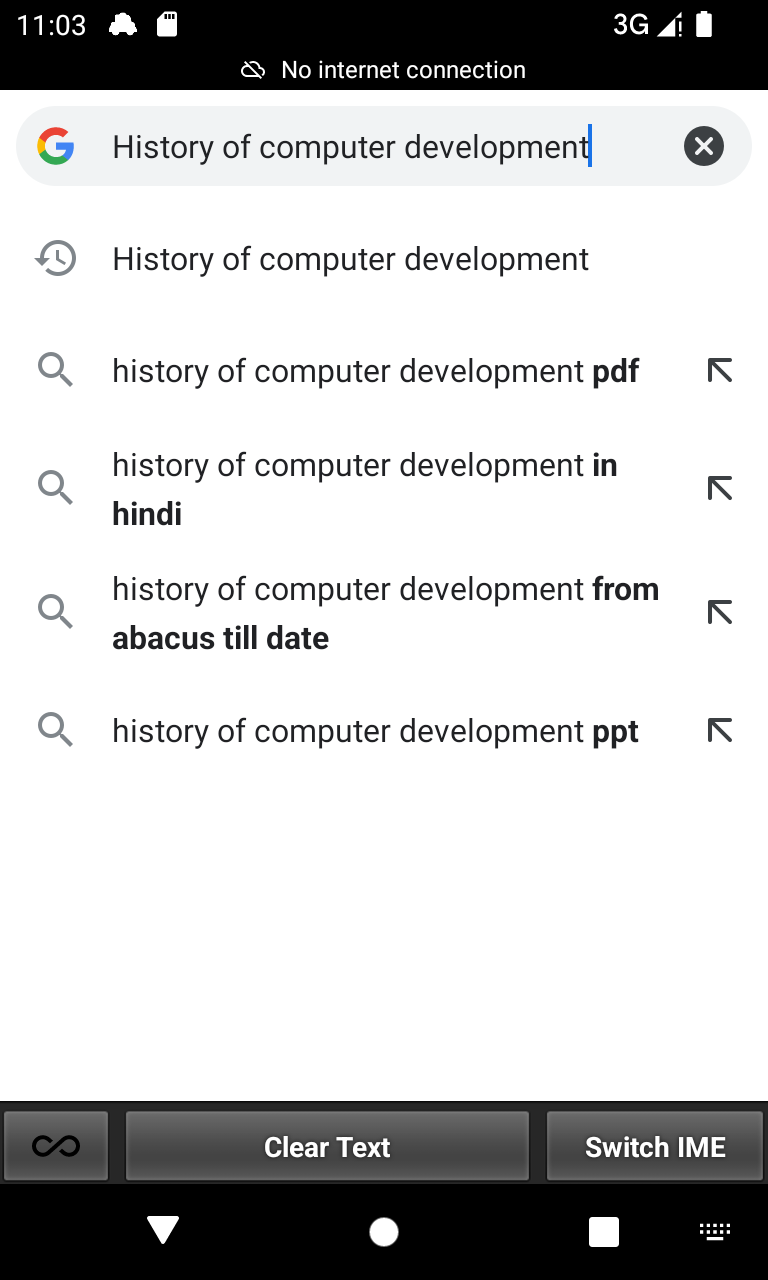 11:03
3G
No internet connection
History of computer development
History of computer development
history of computer development pdf
history of computer development in
hindi
history of computer development from
abacus till date
history of computer development ppt
Clear Text
Switch IME